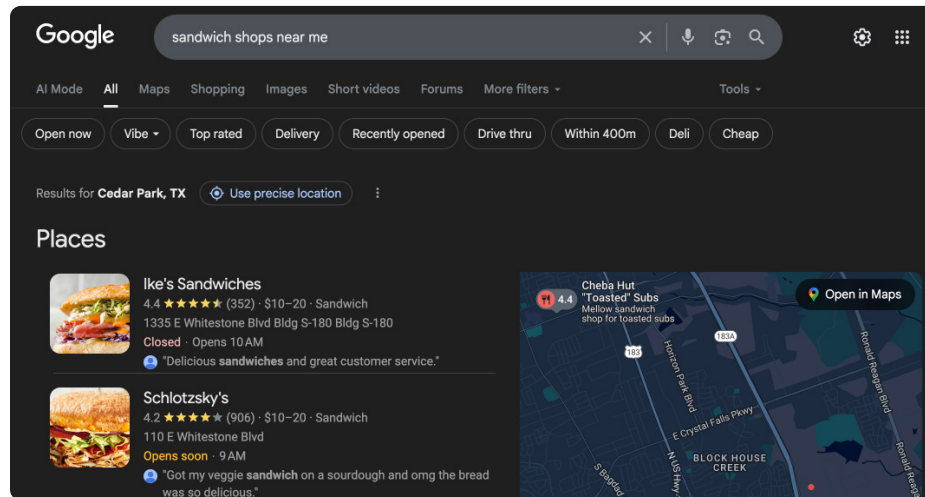 Google
sandwich shops near me
AI Mode All Maps Shopping Images Short videos Forums More filters Tools
Open now Vibe Top rated Delivery Recently opened Drive thru Within 400m Deli Cheap
Results for Cedar Park, TX Use precise location
Places
Ike's Sandwiches
4.4 (352) · $10–20 · Sandwich
1335 E Whitestone Blvd Bldg S-180 Bldg S-180
Closed · Opens 10 AM
"Delicious sandwiches and great customer service."
Schlotzsky's
4.2 (906) · $10–20 · Sandwich
110 E Whitestone Blvd
Opens soon · 9 AM
"Got my veggie sandwich on a sourdough and omg the bread
was so delicious."
4.4
Cheba Hut
"Toasted" Subs
Mellow sandwich
shop for toasted subs
Open in Maps
183A
183
Horizon Park Blvd
Ronald Reagan Blvd
E Crystal Falls Pkwy
BLOCK HOUSE
CREEK
S Bagdad
N US Hwy
Ronald Reaga